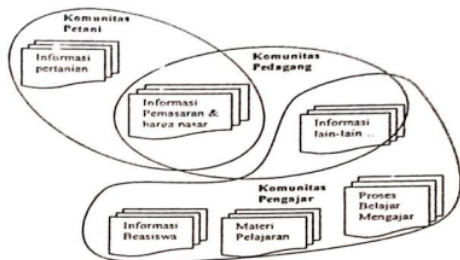 Komunitas
Petani
Informasi
pertanian
Komunitas
Pedagang
Informasi
Pemasaran &
harga pasar
Informasi
lain-lain...
Komunitas
Pengajar
Informasi
Beasiswa
Materi
Pelajaran
Proses
Belajar
Mengajar